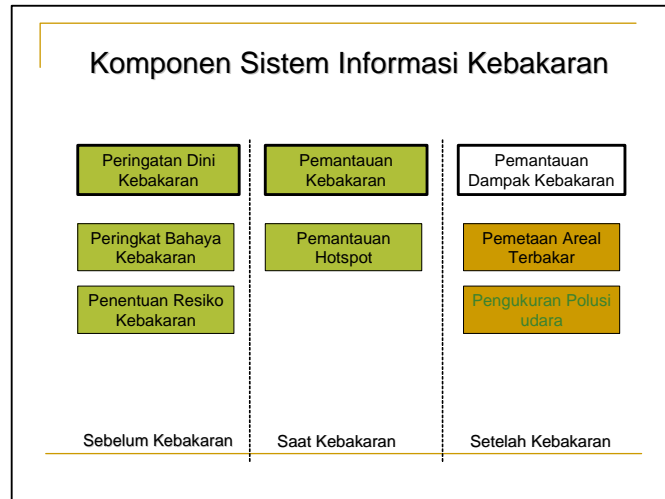 Komponen Sistem Informasi Kebakaran
Peringatan Dini
Kebakaran
Peringkat Bahaya
Kebakaran
Penentuan Resiko
Kebakaran
Sebelum Kebakaran
Pemantauan
Kebakaran
Pemantauan
Hotspot
Saat Kebakaran
Pemantauan
Dampak Kebakaran
Pemetaan Areal
Terbakar
Pengukuran Polusi
udara
Setelah Kebakaran